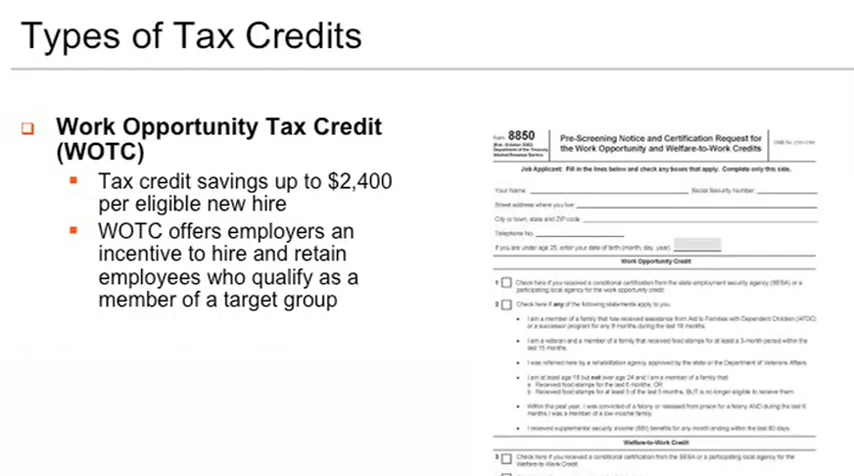 Types of Tax Credits
Work Opportunity Tax Credit
(WOTC)
Tax credit savings up to $2,400
per eligible new hire
WOTC offers employers an
incentive to hire and retain
employees who qualify as a
member of a target group
Form 8850
(Rev. October 2002)
Department of the Treasury
Internal Revenue Service
Pre-Screening Notice and Certification Request for
the Work Opportunity and Welfare-to-Work Credits
OMB No.
Job Applicant: Fill in the lines below and check any boxes that apply. Complete only this side.
Your Name Social Security Number
Street address where you live
City or town, state and ZIP code
Telephone No.
If you are under age 25, enter your date of birth (month, day, year)
Work Opportunity Credit
1 Check here if you received a conditional certification from the state employment security agency (SESA) or a
participating local agency for the work opportunity credit.
2 Check here if any of the following statements apply to you.
• I am a member of a family that has received assistance from Aid to Families with Dependent Children (AFDC)
or a successor program for any 9 months during the last 18 months.
• I am a veteran and a member of a family that received food stamps for at least a 3-month period within the
last 15 months.
• I was referred here by a rehabilitation agency approved by the state or the Department of Veterans Affairs.
• I am at least age 18 but not over age 24 and I am a member of a family that:
a Received food stamps for the last 6 months, OR
b Received food stamps for at least 3 of the last 5 months, BUT is no longer eligible to receive them.
• Within the past year, I was convicted of a felony or released from prison for a felony AND during the last 6
months I was a member of a low-income family.
• I received supplemental security income (SSI) benefits for any month ending within the last 60 days.
Welfare-to-Work Credit
3 Check here if you received a conditional certification from the SESA or a participating local agency for the
Welfare-to-Work Credit.